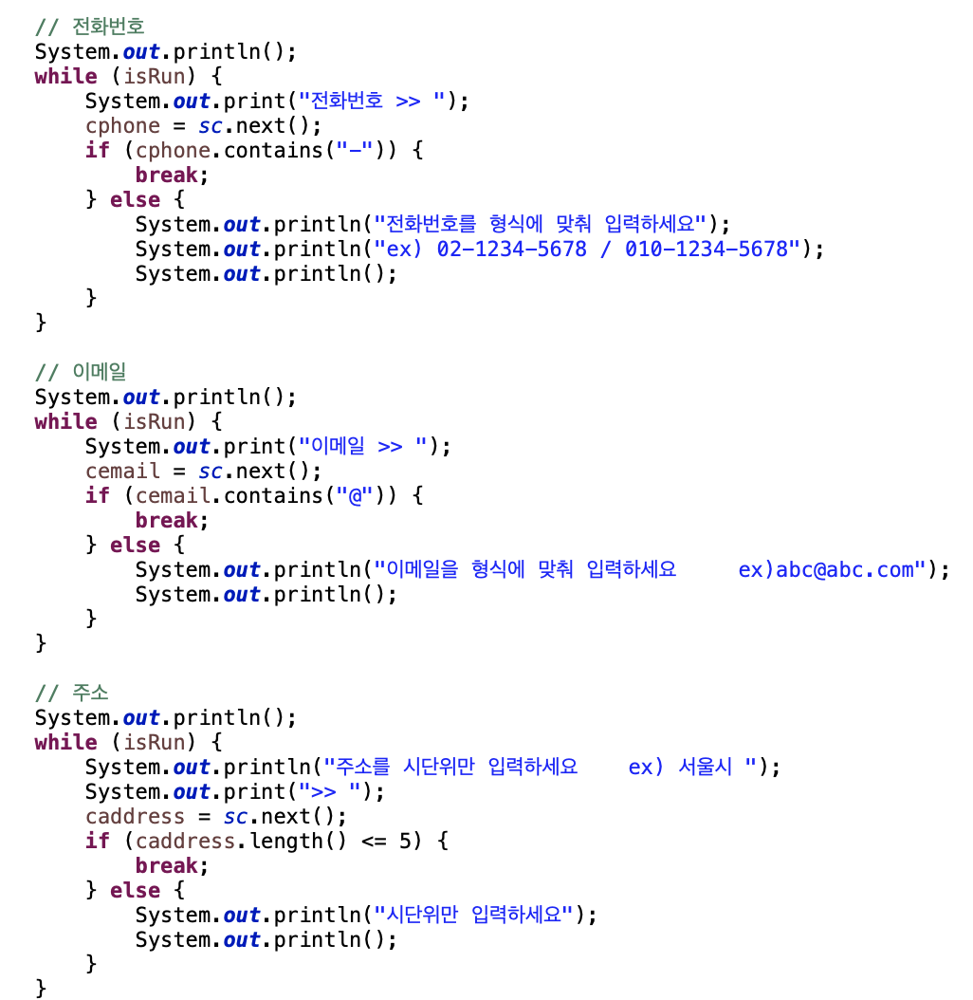 // 전화번호
System.out.println();
while (isRun) {
    System.out.print("전화번호 >> ");
    cphone = sc.next();
    if (cphone.contains("-")) {
        break;
    } else {
        System.out.println("전화번호를 형식에 맞춰 입력하세요");
        System.out.println("ex) 02-1234-5678 / 010-1234-5678");
        System.out.println();
    }
}

// 이메일
System.out.println();
while (isRun) {
    System.out.print("이메일 >> ");
    cemail = sc.next();
    if (cemail.contains("@")) {
        break;
    } else {
        System.out.println("이메일을 형식에 맞춰 입력하세요     ex)abc@abc.com");
        System.out.println();
    }
}

// 주소
System.out.println();
while (isRun) {
    System.out.println("주소를 시단위만 입력하세요    ex) 서울시 ");
    System.out.print(">> ");
    caddress = sc.next();
    if (caddress.length() <= 5) {
        break;
    } else {
        System.out.println("시단위만 입력하세요");
        System.out.println();
    }
}